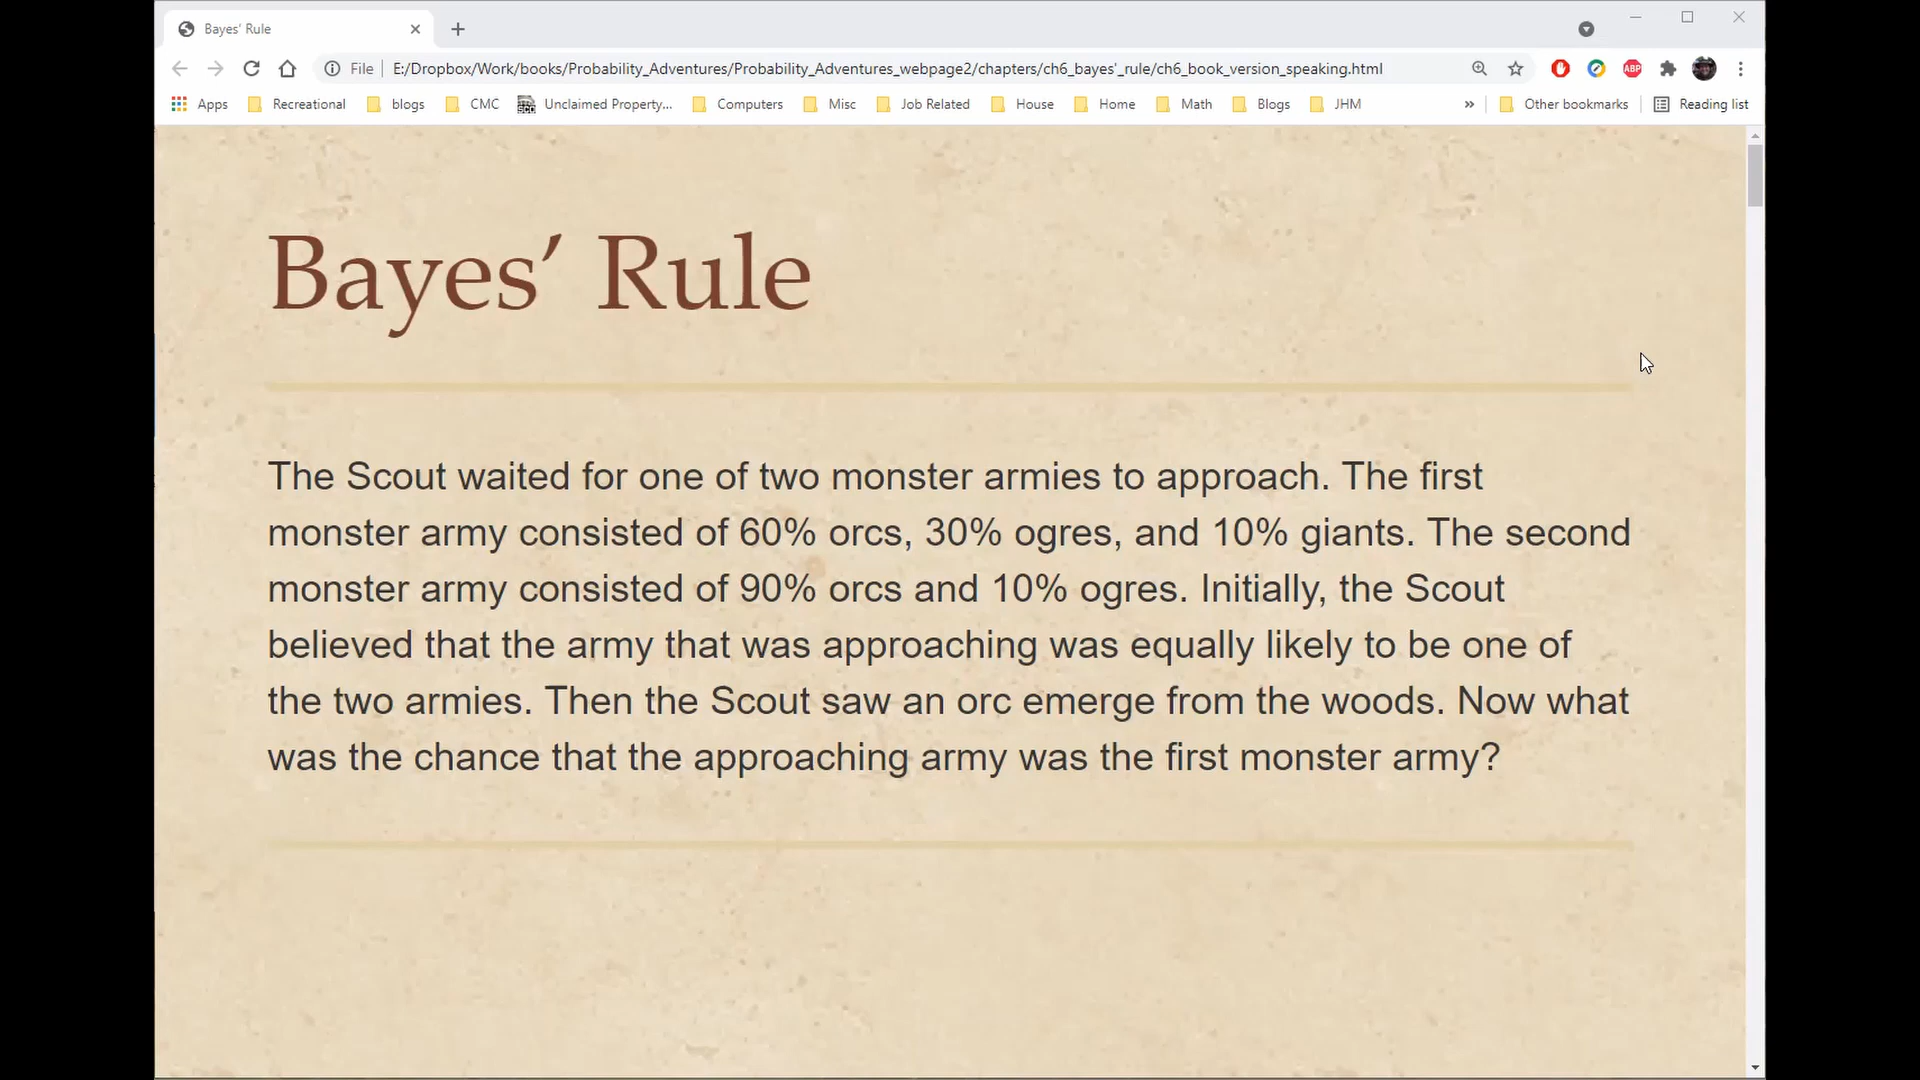 Bayes’ Rule
File
E:/Dropbox/Work/books/Probability_Adventures/Probability_Adventures_webpage2/chapters/ch6_bayes'_rule/ch6_book_version_speaking.html
ABP
Apps
Recreational
blogs
CMC
Unclaimed Property...
Computers
Misc
Job Related
House
Home
Math
Blogs
JHM
»
Other bookmarks
Reading list
Bayes’ Rule
The Scout waited for one of two monster armies to approach. The first
monster army consisted of 60% orcs, 30% ogres, and 10% giants. The second
monster army consisted of 90% orcs and 10% ogres. Initially, the Scout
believed that the army that was approaching was equally likely to be one of
the two armies. Then the Scout saw an orc emerge from the woods. Now what
was the chance that the approaching army was the first monster army?